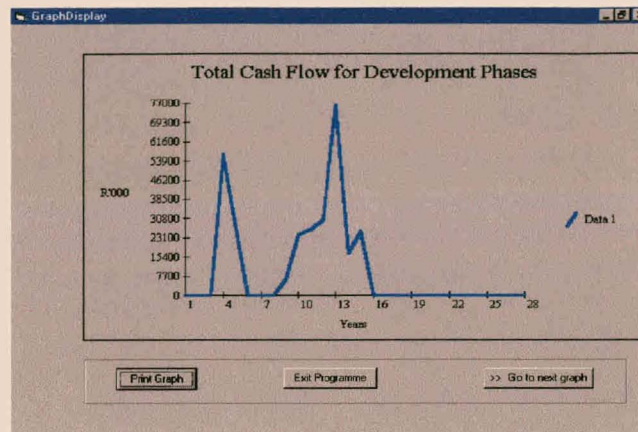 GraphDisplay
Total Cash Flow for Development Phases
77000
69300
61600
53900
46200
38500
30800
23100
15400
7700
0
R'000
Data 1
1 4 7 10 13 16 19 22 25 28
Years
Print Graph Exit Programme >> Go to next graph